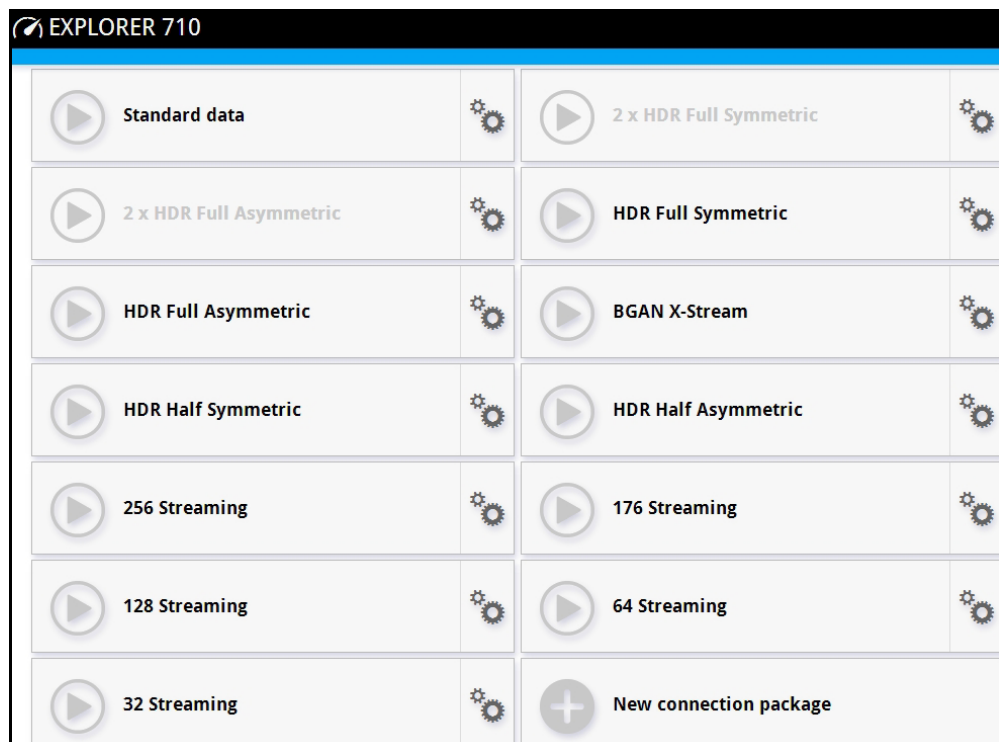 EXPLORER 710
Standard data
2 x HDR Full Symmetric
2 x HDR Full Asymmetric
HDR Full Symmetric
HDR Full Asymmetric
BGAN X-Stream
HDR Half Symmetric
HDR Half Asymmetric
256 Streaming
176 Streaming
128 Streaming
64 Streaming
32 Streaming
New connection package